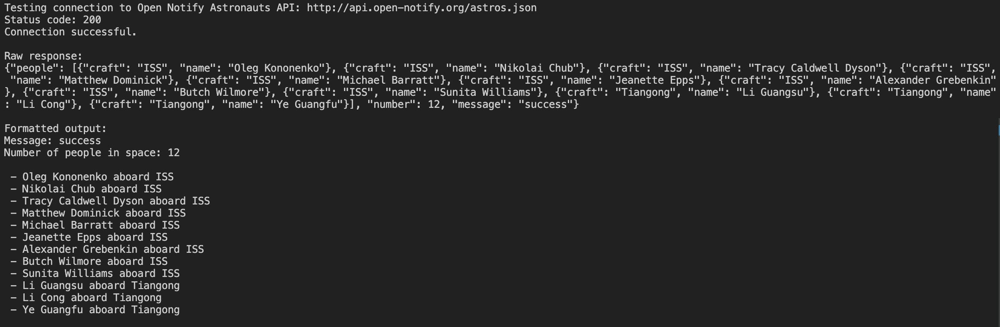 Testing connection to Open Notify Astronauts API: http://api.open-notify.org/astros.json
Status code: 200
Connection successful.
Raw response:
{"people": [{"craft": "ISS", "name": "Oleg Kononenko"}, {"craft": "ISS", "name": "Nikolai Chub"}, {"craft": "ISS", "name": "Tracy Caldwell Dyson"}, {"craft": "ISS",
"name": "Matthew Dominick"}, {"craft": "ISS", "name": "Michael Barratt"}, {"craft": "ISS", "name": "Jeanette Epps"}, {"craft": "ISS", "name": "Alexander Grebenkin"
}, {"craft": "ISS", "name": "Butch Wilmore"}, {"craft": "ISS", "name": "Sunita Williams"}, {"craft": "Tiangong", "name": "Li Guangsu"}, {"craft": "Tiangong", "name"
: "Li Cong"}, {"craft": "Tiangong", "name": "Ye Guangfu"}], "number": 12, "message": "success"}
Formatted output:
Message: success
Number of people in space: 12
- Oleg Kononenko aboard ISS
- Nikolai Chub aboard ISS
- Tracy Caldwell Dyson aboard ISS
- Matthew Dominick aboard ISS
- Michael Barratt aboard ISS
- Jeanette Epps aboard ISS
- Alexander Grebenkin aboard ISS
- Butch Wilmore aboard ISS
- Sunita Williams aboard ISS
- Li Guangsu aboard Tiangong
- Li Cong aboard Tiangong
- Ye Guangfu aboard Tiangong